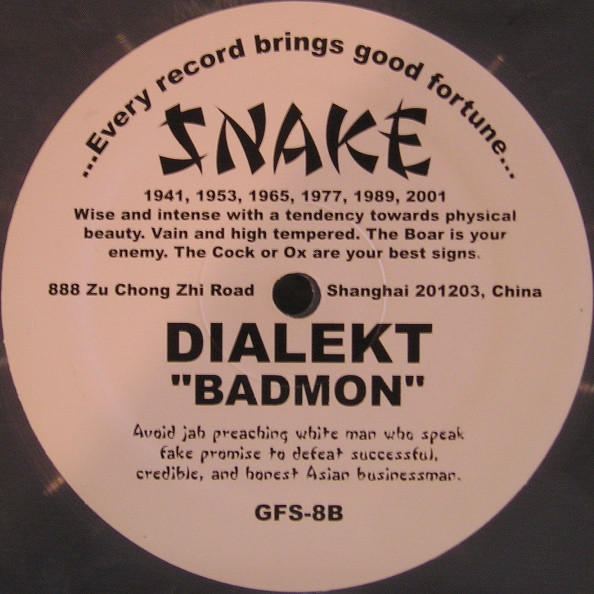 ...Every record brings good fortune...
SNAKE
1941, 1953, 1965, 1977, 1989, 2001
Wise and intense with a tendency towards physical
beauty. Vain and high tempered. The Boar is your
enemy. The Cock or Ox are your best signs.
888 Zu Chong Zhi Road Shanghai 201203, China
DIALEKT
"BADMON"
Avoid jab preaching white man who speak
fake promise to defeat successful,
credible, and honest Asian businessman.
GFS-8B